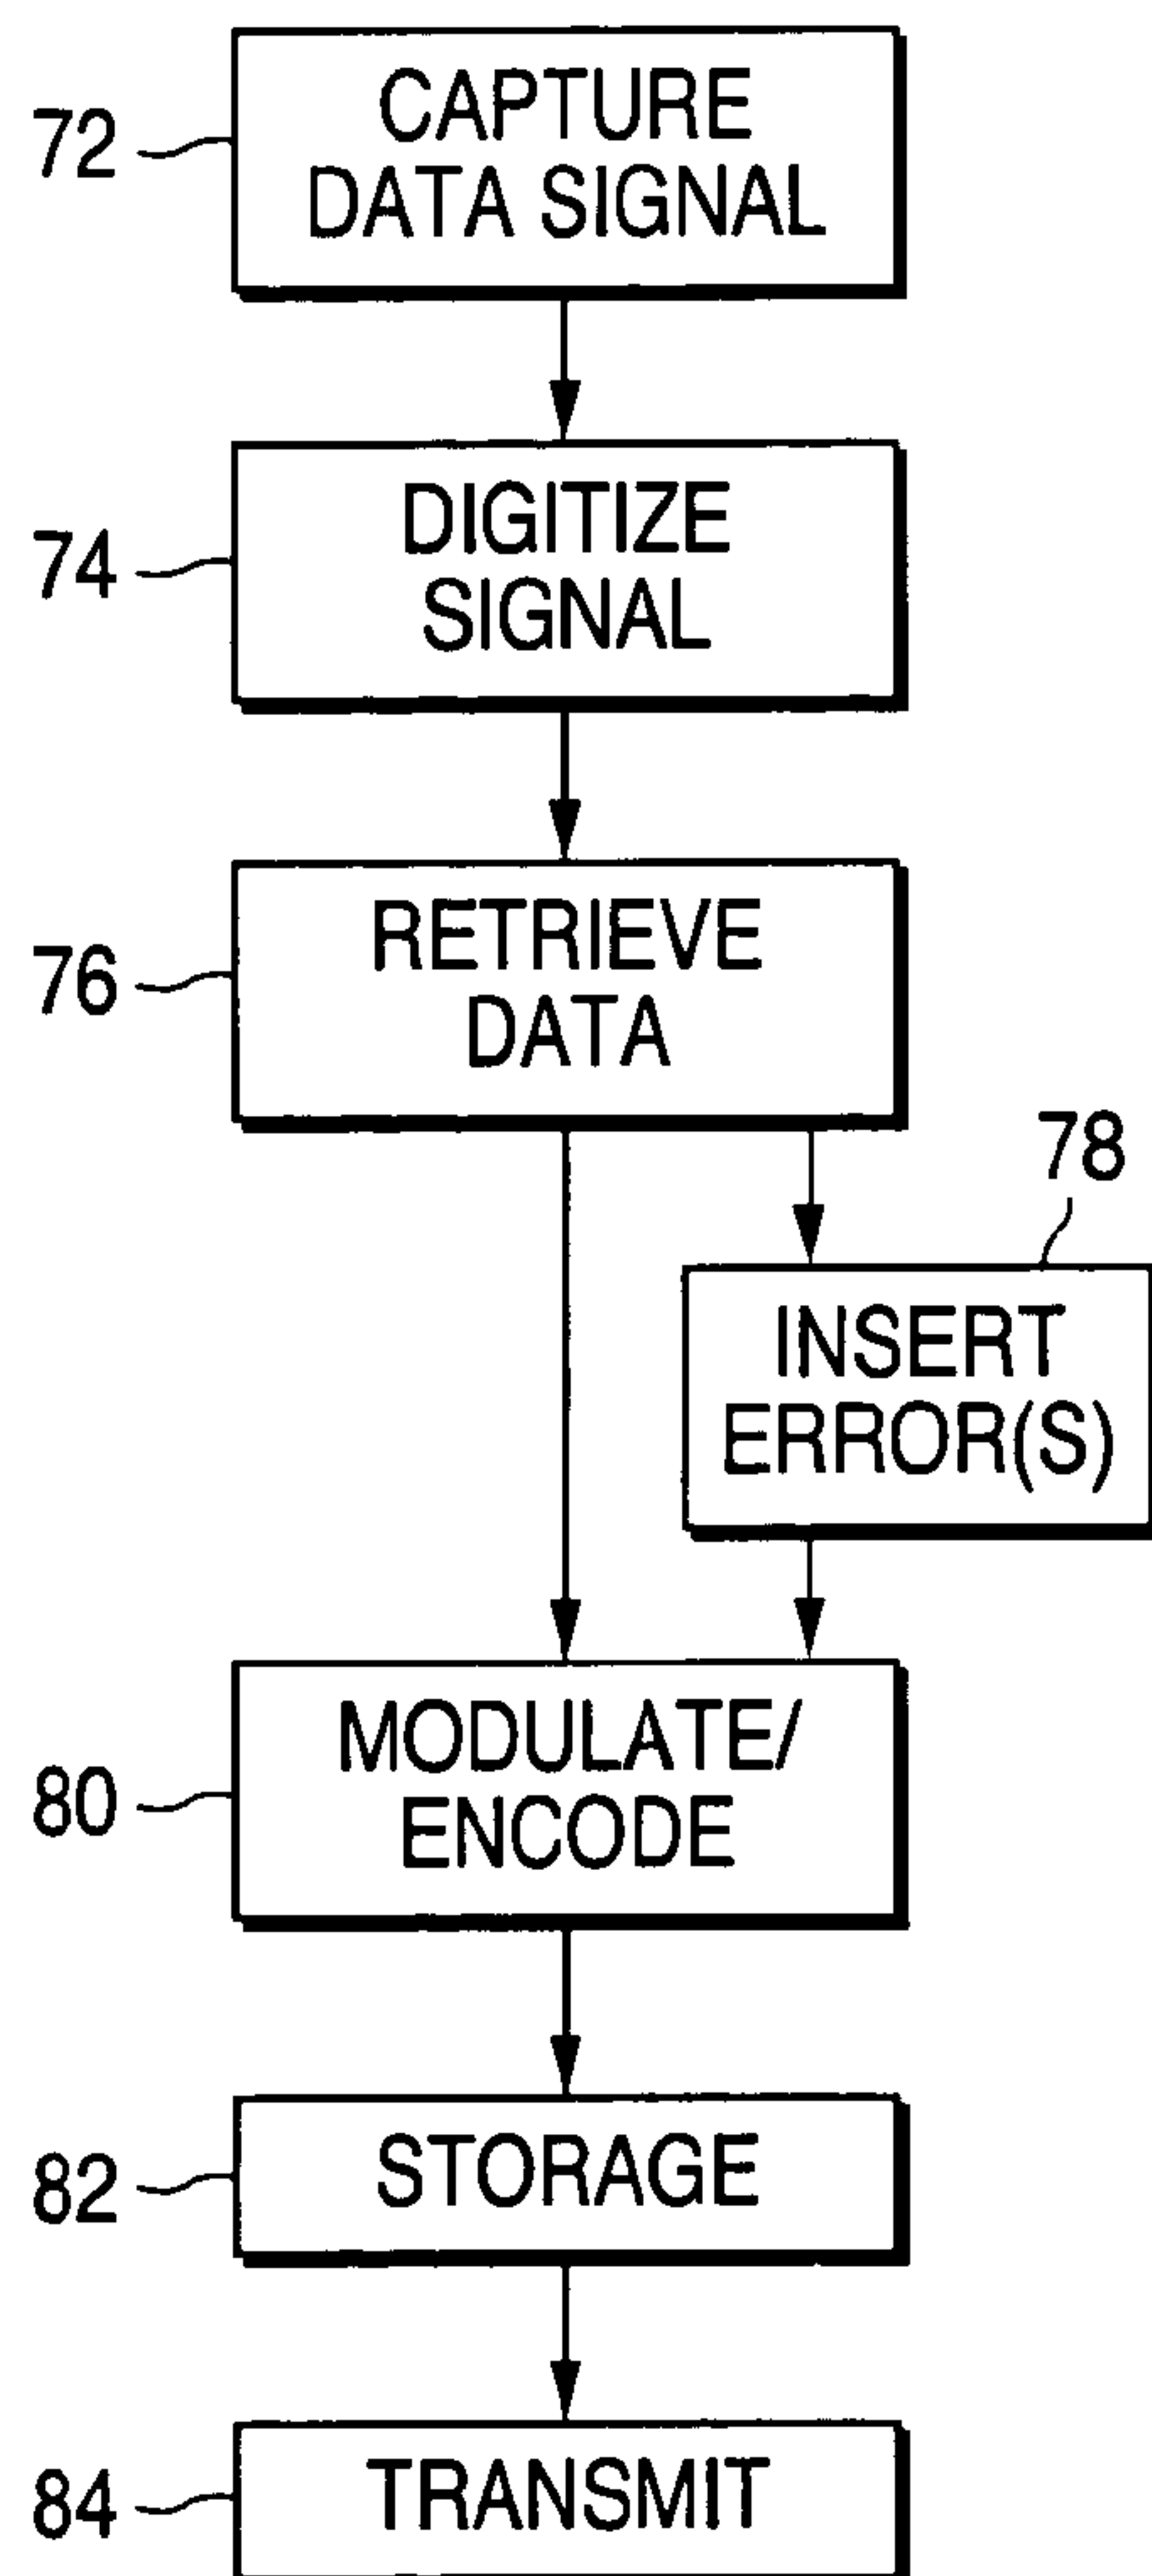 72
CAPTURE
DATA SIGNAL
74
DIGITIZE
SIGNAL
76
RETRIEVE
DATA
78
INSERT
ERROR(S)
80
MODULATE/
ENCODE
82
STORAGE
84
TRANSMIT